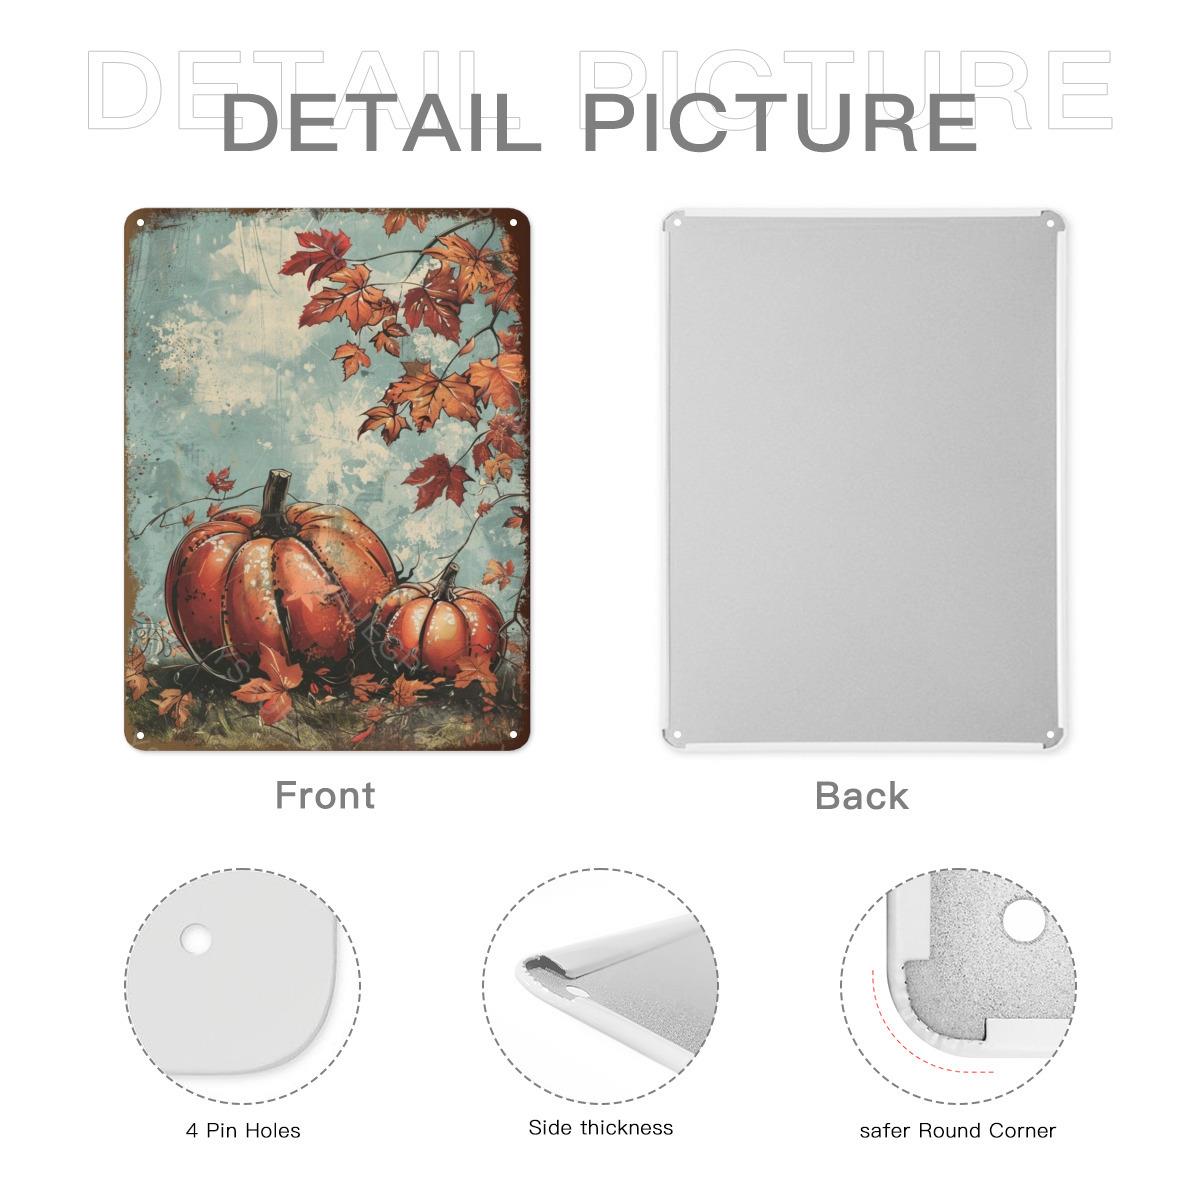 DETAIL PICTURE
DETAIL PICTURE
Front
Back
4 Pin Holes
Side thickness
safer Round Corner